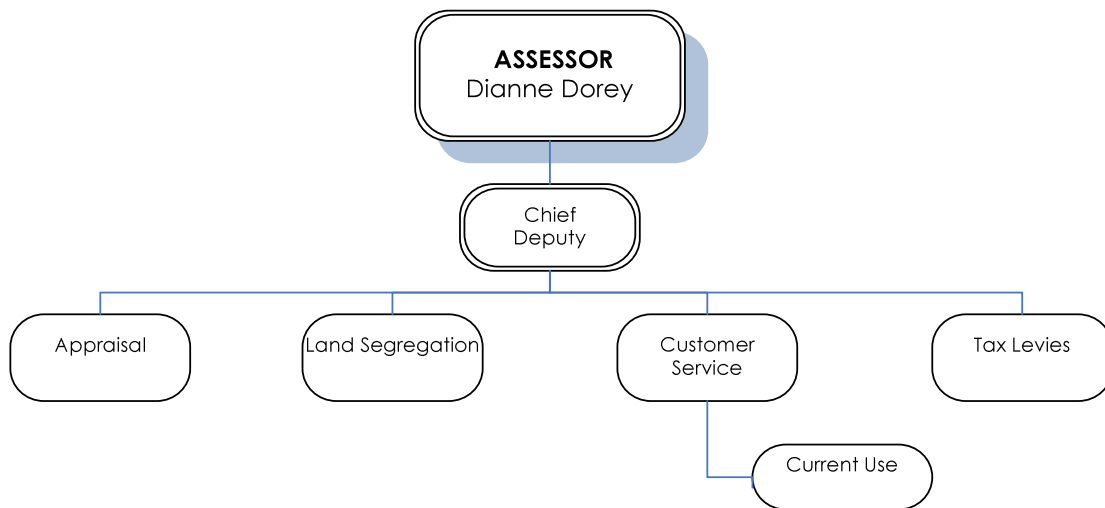 ASSESSOR
Dianne Dorey
Chief
Deputy
Appraisal
Land Segregation
Customer
Service
Tax Levies
Current Use